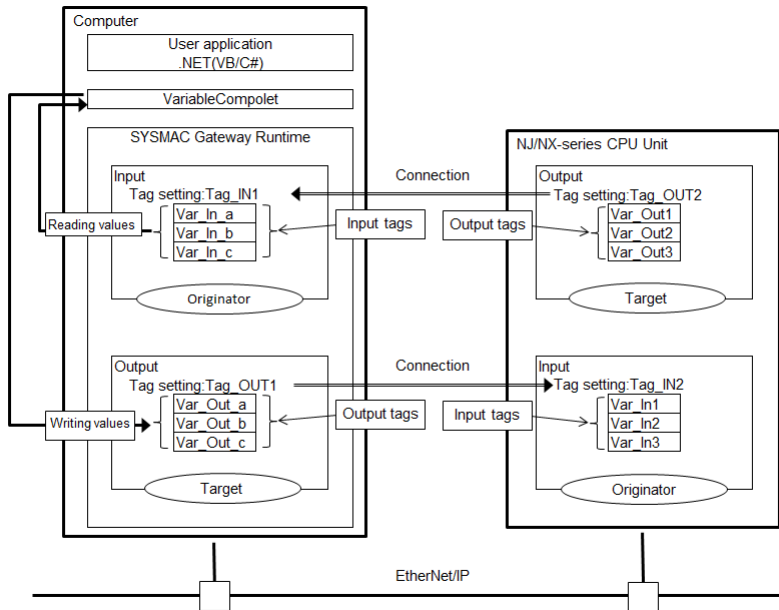 Computer
User application
.NET(VB/C#)
VariableCompolet
SYSMAC Gateway Runtime
Input
Tag setting:Tag_IN1
Var_In_a
Var_In_b
Var_In_c
Reading values
Input tags
Originator
Connection
NJ/NX-series CPU Unit
Output
Tag setting:Tag_OUT2
Var_Out1
Var_Out2
Var_Out3
Output tags
Target
Output
Tag setting:Tag_OUT1
Var_Out_a
Var_Out_b
Var_Out_c
Writing values
Output tags
Target
Connection
Input
Tag setting:Tag_IN2
Var_In1
Var_In2
Var_In3
Input tags
Originator
EtherNet/IP